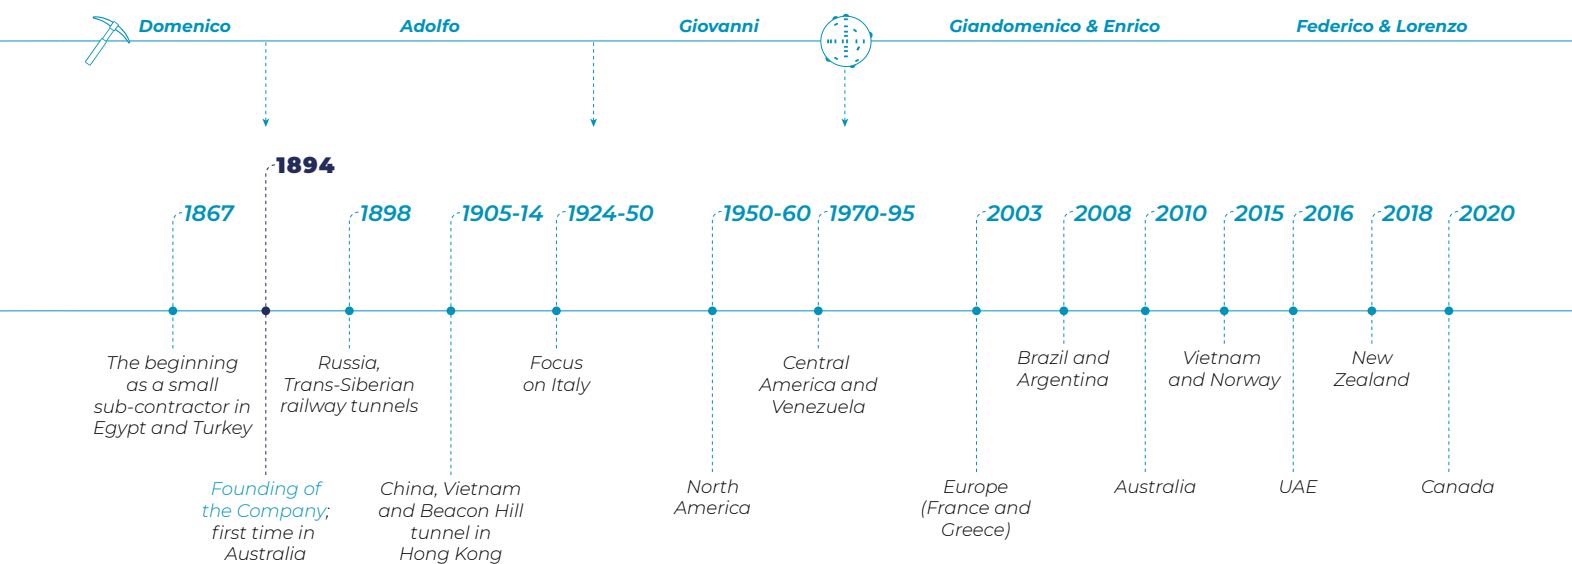 Domenico
Adolfo
Giovanni
Giandomenico & Enrico
Federico & Lorenzo
1867
The beginning
as a small
sub-contractor in
Egypt and Turkey
1894
Founding of
the Company;
first time in
Australia
1898
Russia,
Trans-Siberian
railway tunnels
1905-14
China, Vietnam
and Beacon Hill
tunnel in
Hong Kong
1924-50
Focus
on Italy
1950-60
North
America
1970-95
Central
America and
Venezuela
2003
Europe
(France and
Greece)
2008
Brazil and
Argentina
2010
Australia
2015
Vietnam
and Norway
2016
UAE
2018
New
Zealand
2020
Canada